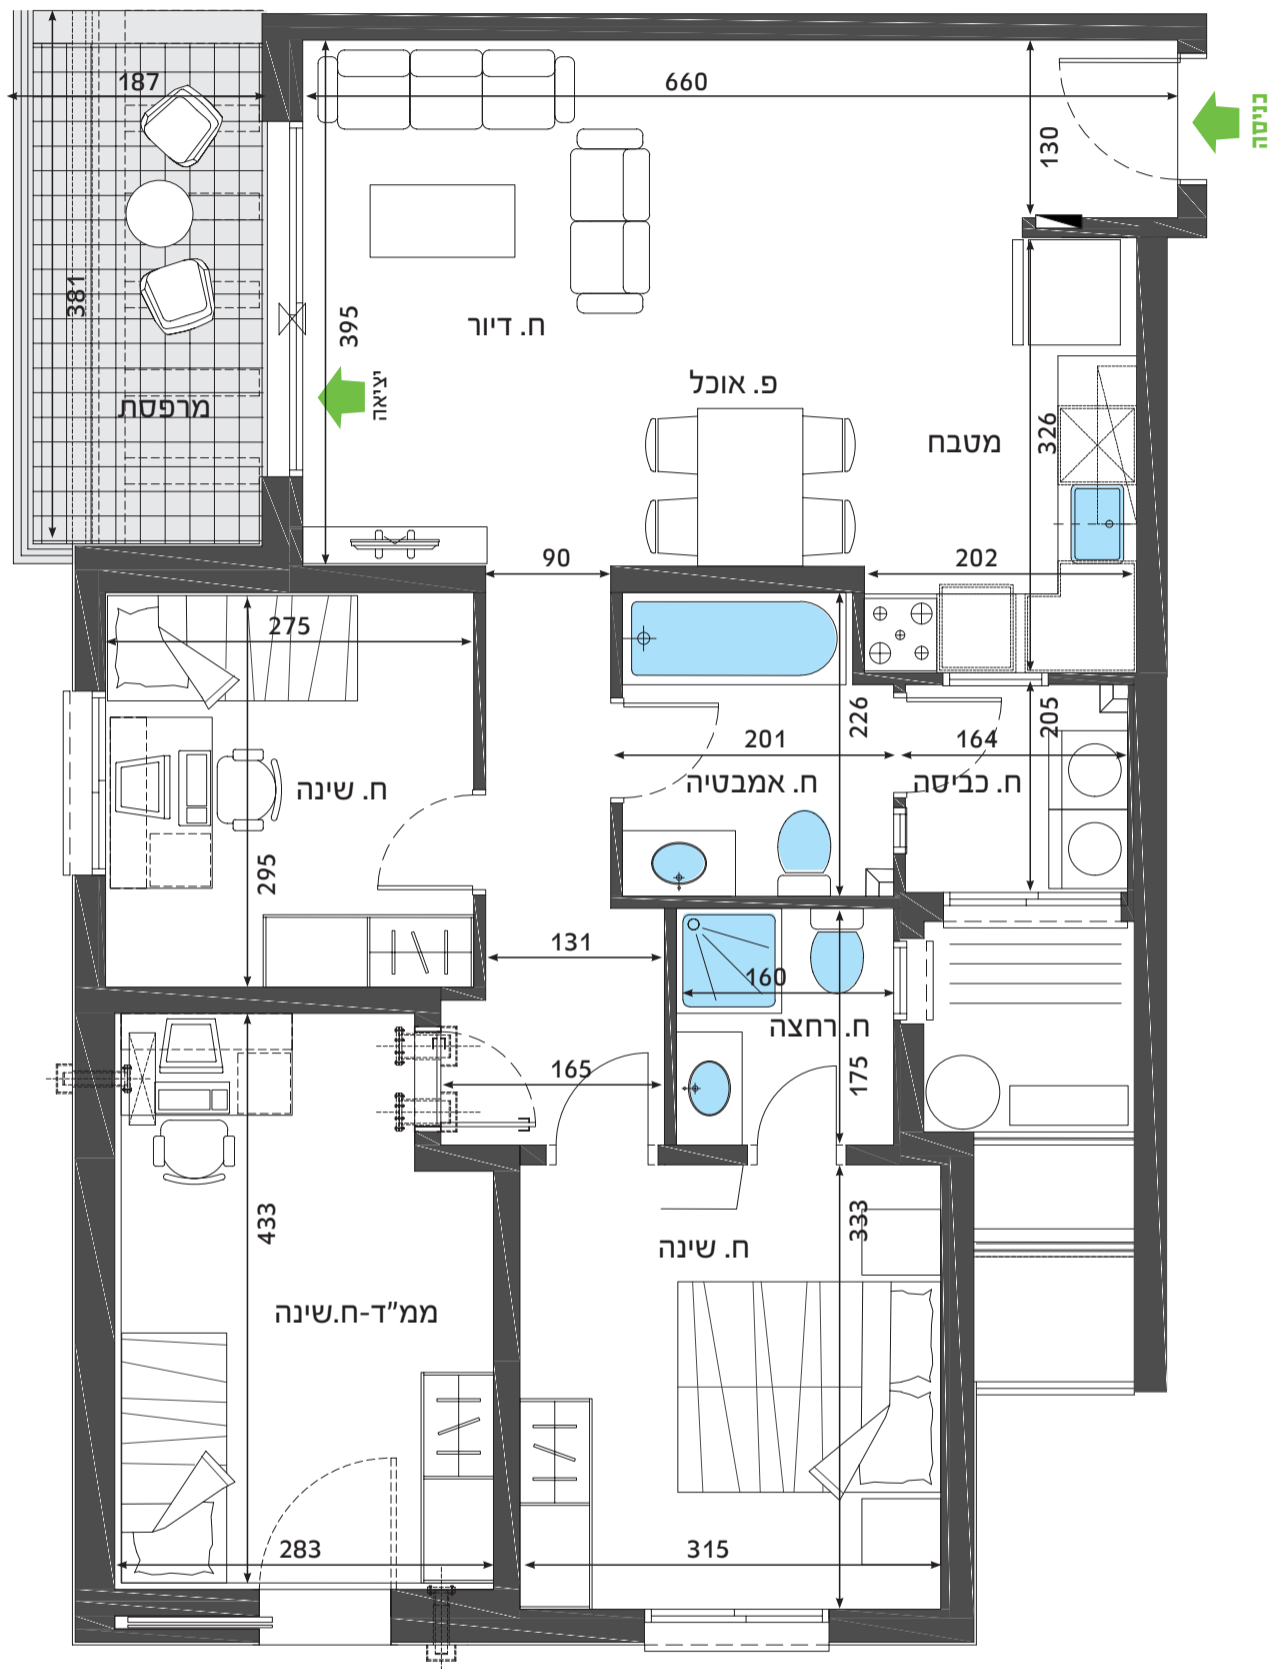 187
660
כניסה
130
381
395
ח. דיור
יציאה
פ. אוכל
מרפסת
מטבח
326
90
202
275
226
205
201
164
ח. שינה
ח. אמבטיה
ח. כביסה
295
131
160
ח. רחצה
165
175
433
333
ח. שינה
ממ"ד-ח.שינה
283
315